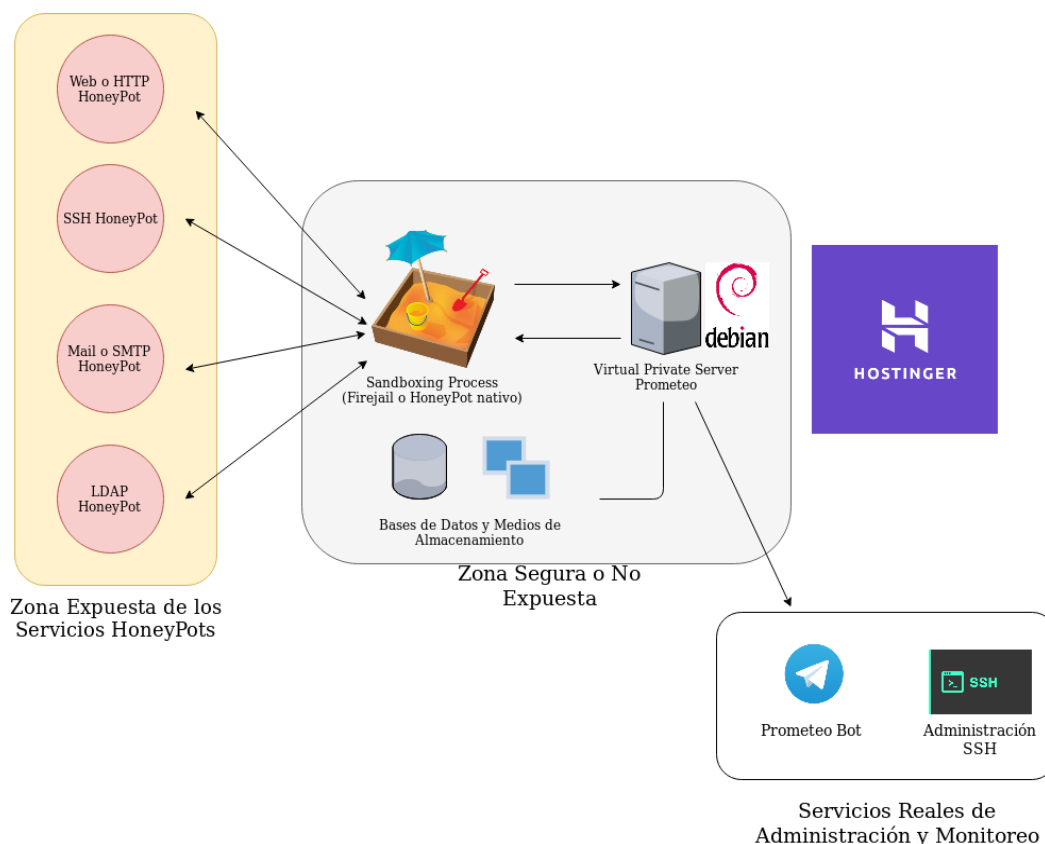 Web o HTTP
HoneyPot
SSH HoneyPot
Mail o SMTP
HoneyPot
LDAP
HoneyPot
Zona Expuesta de los
Servicios HoneyPots
Sandboxing Process
(Firejail o HoneyPot nativo)
debian
Virtual Private Server
Prometeo
Bases de Datos y Medios de
Almacenamiento
Zona Segura o No
Expuesta
HOSTINGER
>_ SSH
Prometeo Bot
Administración
SSH
Servicios Reales de
Administración y Monitoreo